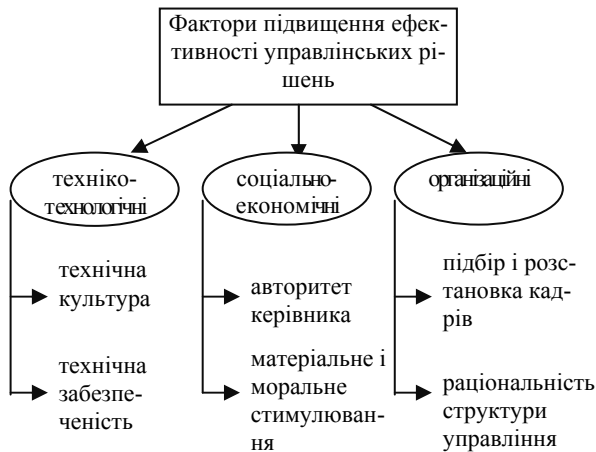 Фактори підвищення ефек-
тивності управлінських рі-
шень
техніко-
технологічні
соціально-
економічні
організаційні
технічна
культура
технічна
забезпе-
ченість
авторитет
керівника
матеріальне і
моральне
стимулюван-
ня
підбір і розс-
тановка кад-
рів
раціональність
структури
управління